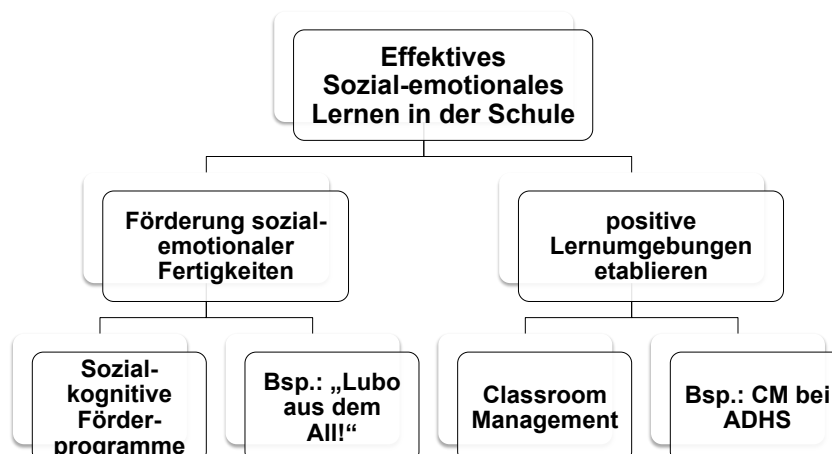 Effektives
Sozial-emotionales
Lernen in der Schule
Förderung sozial-
emotionaler
Fertigkeiten
positive
Lernumgebungen
etablieren
Sozial-
kognitive
Förder-
programme
Bsp.: „Lubo
aus dem
All!“
Classroom
Management
Bsp.: CM bei
ADHS